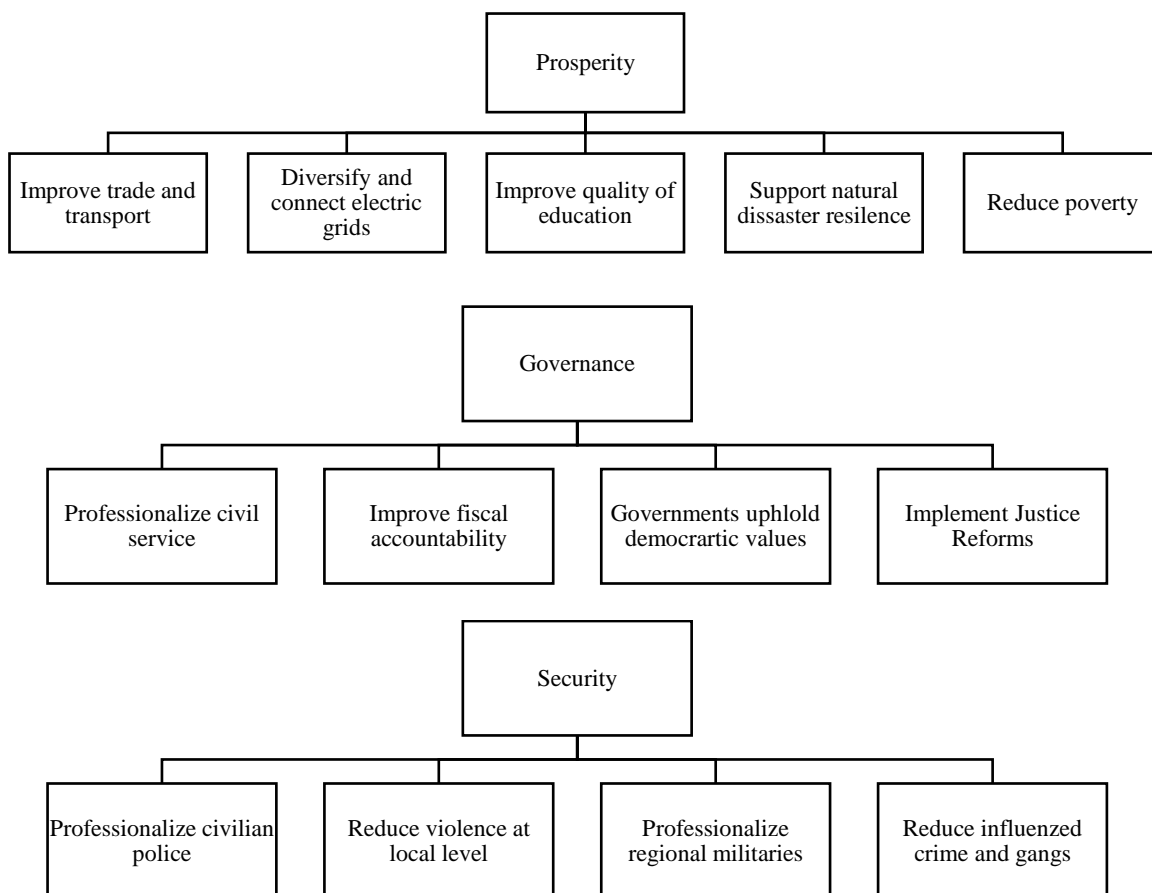 Prosperity
Improve trade and
transport
Diversify and
connect electric
grids
Improve quality of
education
Support natural
dissaster resilence
Reduce poverty
Governance
Professionalize civil
service
Improve fiscal
accountability
Governments uphlold
democrartic values
Implement Justice
Reforms
Security
Professionalize civilian
police
Reduce violence at
local level
Professionalize
regional militaries
Reduce influenzed
crime and gangs